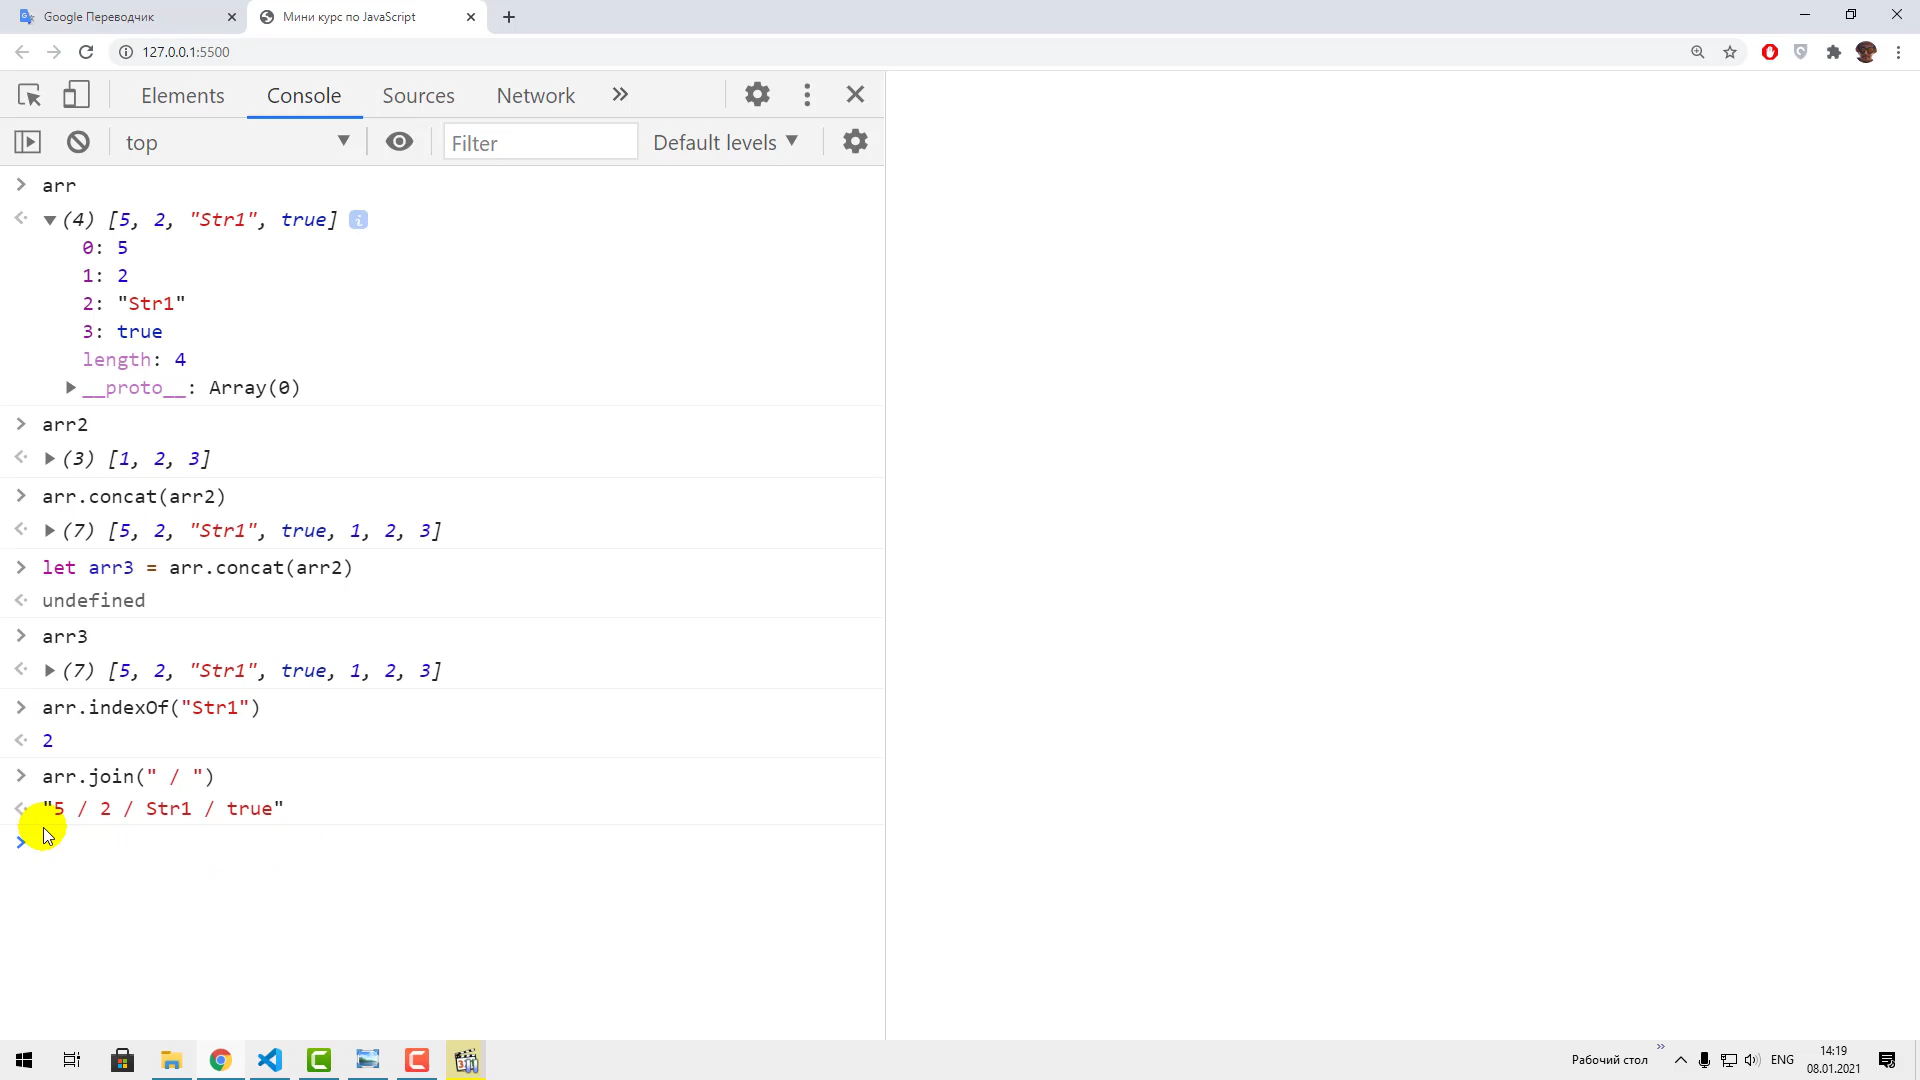 Google Переводчик
Мини курс по JavaScript
127.0.0.1:5500
Elements Console Sources Network
top Filter Default levels
arr
(4) [5, 2, "Str1", true]
0: 5
1: 2
2: "Str1"
3: true
length: 4
__proto__: Array(0)
arr2
(3) [1, 2, 3]
arr.concat(arr2)
(7) [5, 2, "Str1", true, 1, 2, 3]
let arr3 = arr.concat(arr2)
undefined
arr3
(7) [5, 2, "Str1", true, 1, 2, 3]
arr.indexOf("Str1")
2
arr.join(" / ")
"5 / 2 / Str1 / true"
Рабочий стол ENG 14:19
08.01.2021